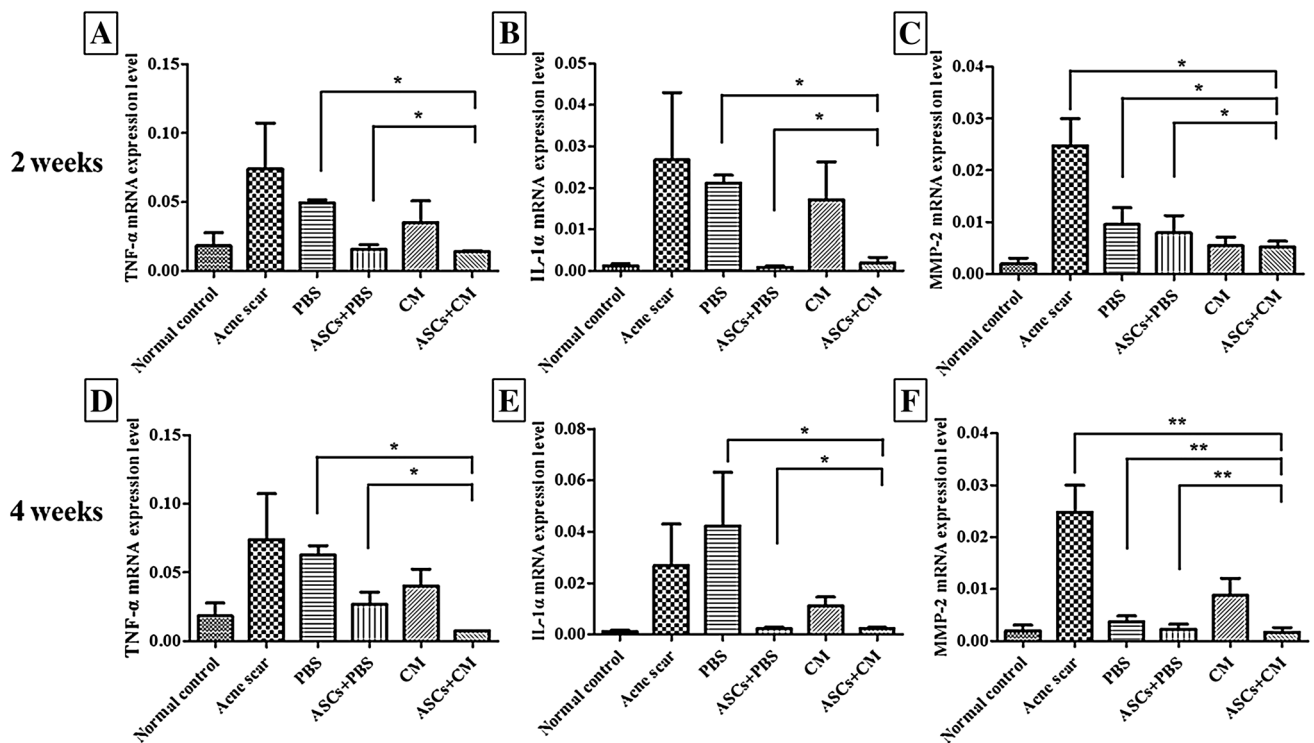 A
B
C
2 weeks
TNF-α mRNA expression level
0.15
0.10
0.05
0.00
*
*
Normal control
Acne scar
PBS
ASCs+PBS
CM
ASCs+CM
IL-1α mRNA expression level
0.05
0.04
0.03
0.02
0.01
0.00
*
*
Normal control
Acne scar
PBS
ASCs+PBS
CM
ASCs+CM
MMP-2 mRNA expression level
0.04
0.03
0.02
0.01
0.00
*
*
*
Normal control
Acne scar
PBS
ASCs+PBS
CM
ASCs+CM
D
E
F
4 weeks
TNF-α mRNA expression level
0.15
0.10
0.05
0.00
*
*
Normal control
Acne scar
PBS
ASCs+PBS
CM
ASCs+CM
IL-1α mRNA expression level
0.08
0.06
0.04
0.02
0.00
*
*
Normal control
Acne scar
PBS
ASCs+PBS
CM
ASCs+CM
MMP-2 mRNA expression level
0.04
0.03
0.02
0.01
0.00
**
**
**
Normal control
Acne scar
PBS
ASCs+PBS
CM
ASCs+CM